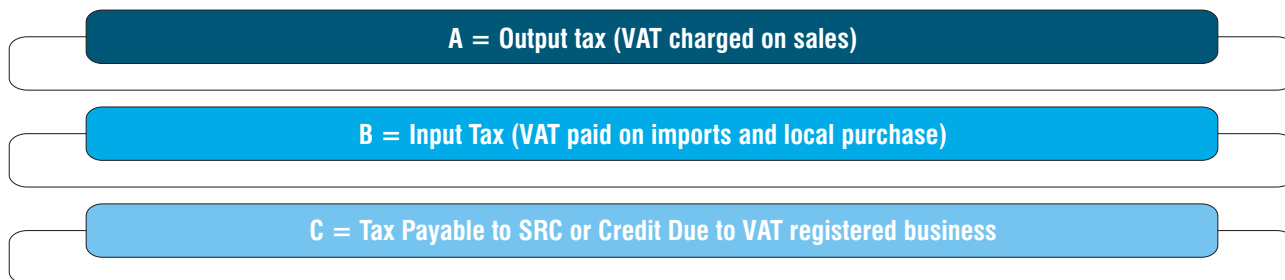 A = Output tax (VAT charged on sales)
B = Input Tax (VAT paid on imports and local purchase)
C = Tax Payable to SRC or Credit Due to VAT registered business